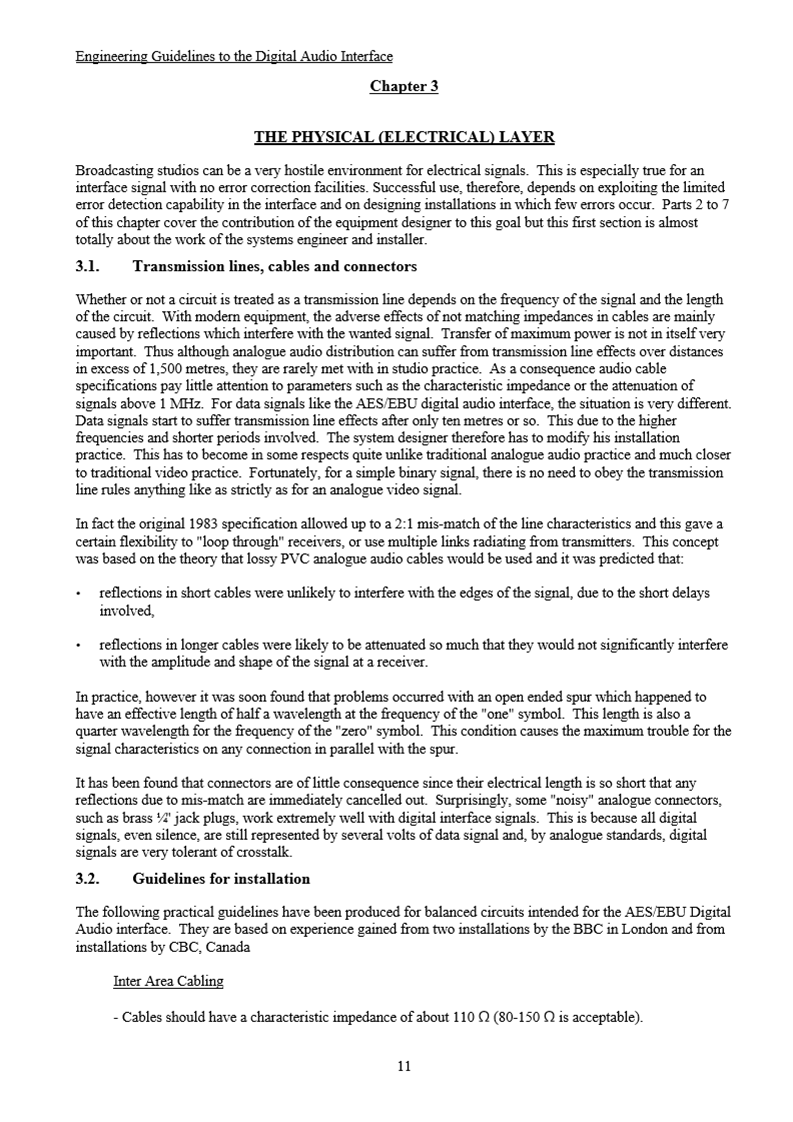 Engineering Guidelines to the Digital Audio Interface
Chapter 3
THE PHYSICAL (ELECTRICAL) LAYER
Broadcasting studios can be a very hostile environment for electrical signals. This is especially true for an
interface signal with no error correction facilities. Successful use, therefore, depends on exploiting the limited
error detection capability in the interface and on designing installations in which few errors occur. Parts 2 to 7
of this chapter cover the contribution of the equipment designer to this goal but this first section is almost
totally about the work of the systems engineer and installer.
3.1. Transmission lines, cables and connectors
Whether or not a circuit is treated as a transmission line depends on the frequency of the signal and the length
of the circuit. With modern equipment, the adverse effects of not matching impedances in cables are mainly
caused by reflections which interfere with the wanted signal. Transfer of maximum power is not in itself very
important. Thus although analogue audio distribution can suffer from transmission line effects over distances
in excess of 1,500 metres, they are rarely met with in studio practice. As a consequence audio cable
specifications pay little attention to parameters such as the characteristic impedance or the attenuation of
signals above 1 MHz. For data signals like the AES/EBU digital audio interface, the situation is very different.
Data signals start to suffer transmission line effects after only ten metres or so. This due to the higher
frequencies and shorter periods involved. The system designer therefore has to modify his installation
practice. This has to become in some respects quite unlike traditional analogue audio practice and much closer
to traditional video practice. Fortunately, for a simple binary signal, there is no need to obey the transmission
line rules anything like as strictly as for an analogue video signal.
In fact the original 1983 specification allowed up to a 2:1 mis-match of the line characteristics and this gave a
certain flexibility to "loop through" receivers, or use multiple links radiating from transmitters. This concept
was based on the theory that lossy PVC analogue audio cables would be used and it was predicted that:
• reflections in short cables were unlikely to interfere with the edges of the signal, due to the short delays
involved,
• reflections in longer cables were likely to be attenuated so much that they would not significantly interfere
with the amplitude and shape of the signal at a receiver.
In practice, however it was soon found that problems occurred with an open ended spur which happened to
have an effective length of half a wavelength at the frequency of the "one" symbol. This length is also a
quarter wavelength for the frequency of the "zero" symbol. This condition causes the maximum trouble for the
signal characteristics on any connection in parallel with the spur.
It has been found that connectors are of little consequence since their electrical length is so short that any
reflections due to mis-match are immediately cancelled out. Surprisingly, some "noisy" analogue connectors,
such as brass ¼" jack plugs, work extremely well with digital interface signals. This is because all digital
signals, even silence, are still represented by several volts of data signal and, by analogue standards, digital
signals are very tolerant of crosstalk.
3.2. Guidelines for installation
The following practical guidelines have been produced for balanced circuits intended for the AES/EBU Digital
Audio interface. They are based on experience gained from two installations by the BBC in London and from
installations by CBC, Canada
Inter Area Cabling
- Cables should have a characteristic impedance of about 110 Ω (80-150 Ω is acceptable).
11